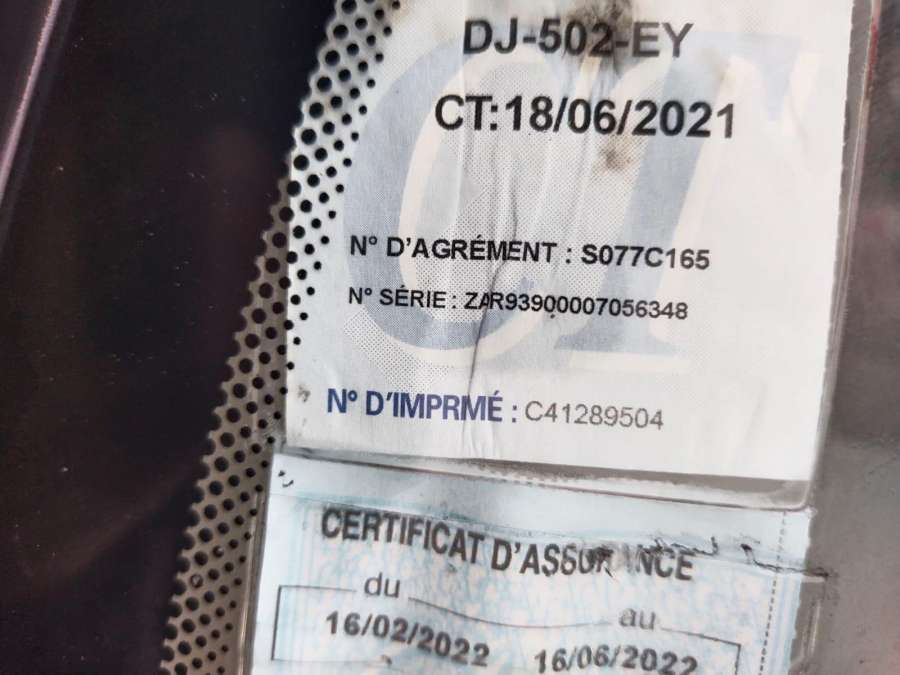 DJ-502-EY
CT:18/06/2021
N° D'AGRÉMENT : S077C165
N° SÉRIE : ZAR93900007056348
N° D'IMPRMÉ : C41289504
CERTIFICAT D'ASSURANCE
du
au
16/02/2022
16/06/2022